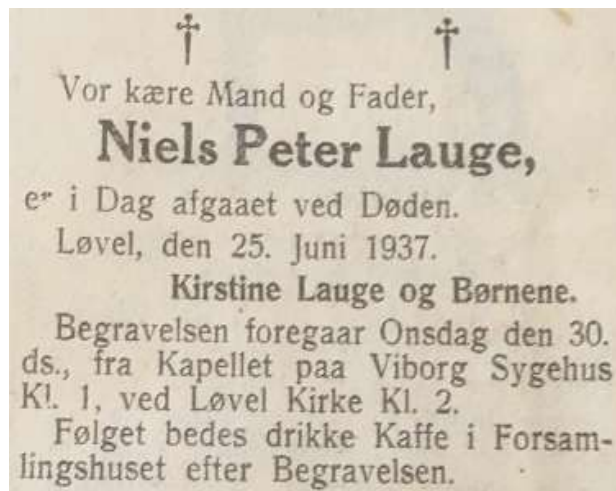 † †
Vor kære Mand og Fader,
Niels Peter Lauge,
er i Dag afgaaet ved Døden.
Løvel, den 25. Juni 1937.
Kirstine Lauge og Børnene.
Begravelsen foregaar Onsdag den 30.
ds., fra Kapellet paa Viborg Sygehus
Kl. 1, ved Løvel Kirke Kl. 2.
Følget bedes drikke Kaffe i Forsam-
lingshuset efter Begravelsen.